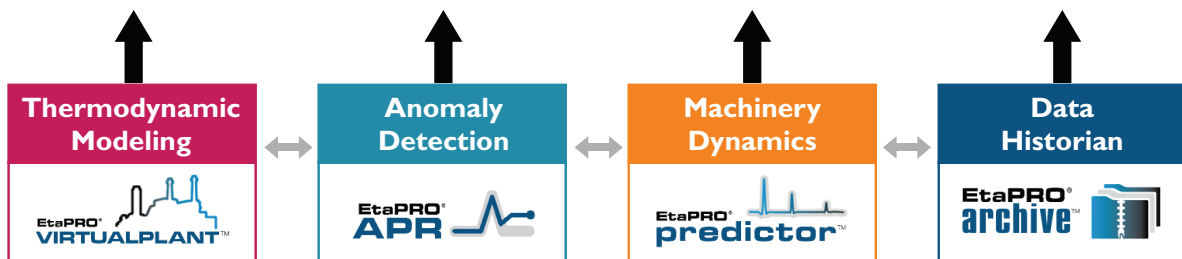 Thermodynamic
Modeling
Anomaly
Detection
Machinery
Dynamics
Data
Historian
EtaPRO®
VIRTUALPLANT™
EtaPRO®
APR
EtaPRO®
predictor™
EtaPRO®
archive™